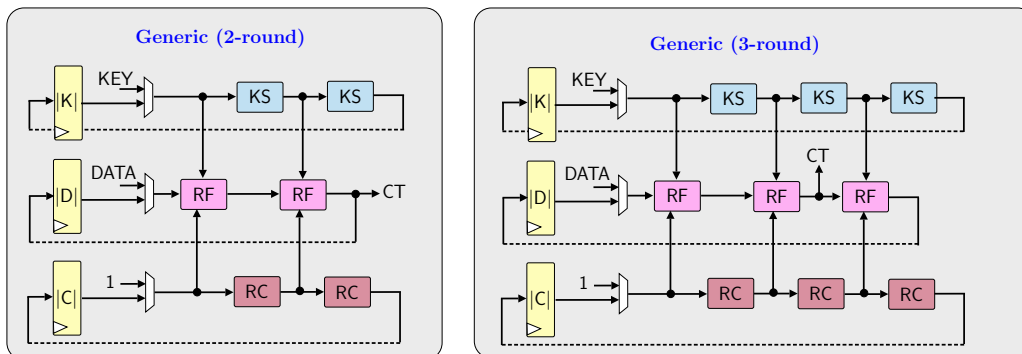 Generic (2-round)
KEY
|K|
KS
KS
DATA
|D|
RF
RF
CT
1
|C|
RC
RC
Generic (3-round)
KEY
|K|
KS
KS
KS
CT
DATA
|D|
RF
RF
RF
1
|C|
RC
RC
RC